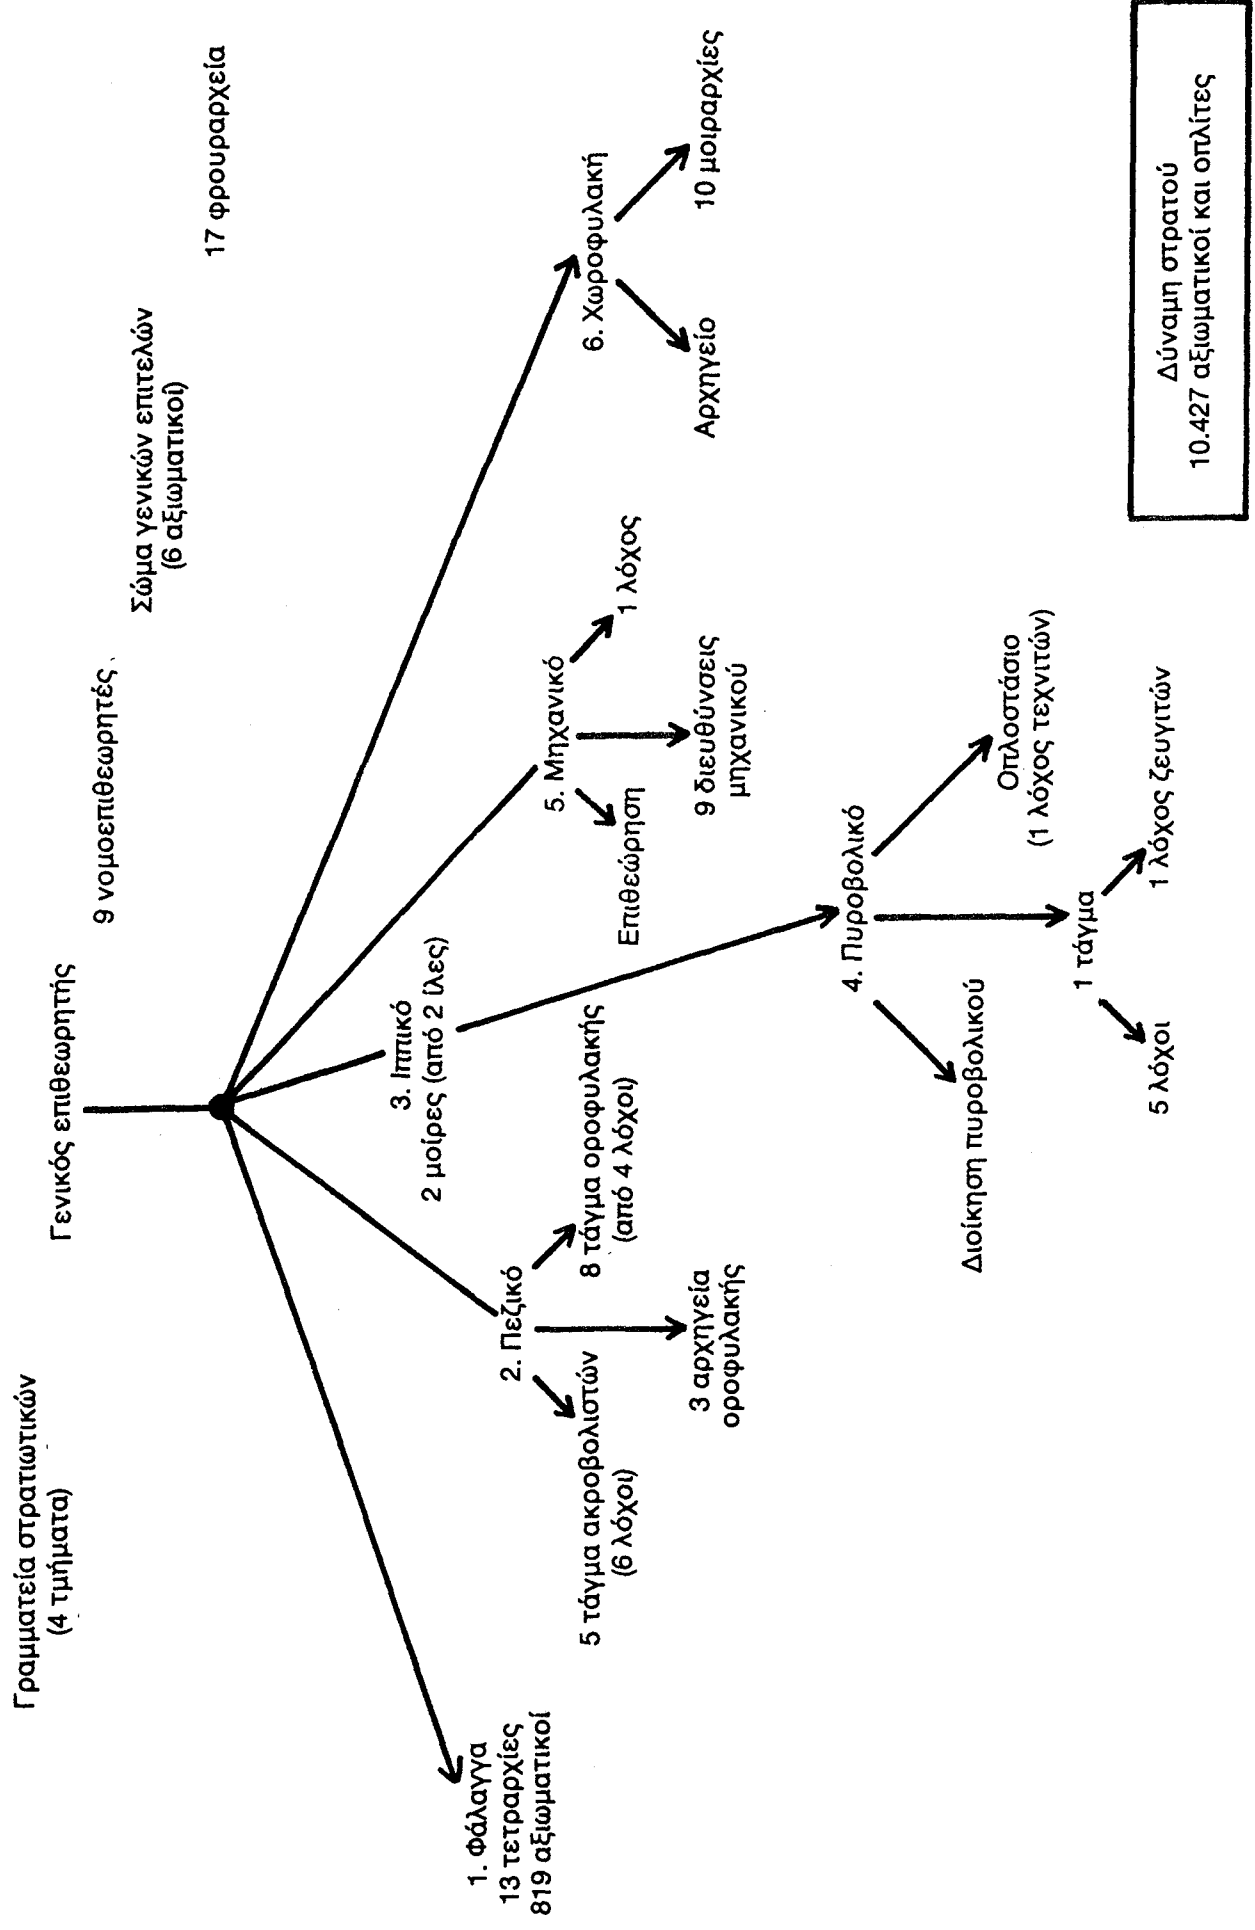 Γραμματεία στρατιωτικών
(4 τμήματα)
Γενικός επιθεωρητής
9 νομοεπιθεωρητές
Σώμα γενικών επιτελών
(6 αξιωματικοί)
17 φρουραρχεία
1. Φάλαγγα
13 τετραρχίες
819 αξιωματικοί
2. Πεζικό
5 τάγμα ακροβολιστών
(6 λόχοι)
3 αρχηγεία
οροφυλακής
8 τάγμα οροφυλακής
(από 4 λόχοι)
3. Ιππικό
2 μοίρες (από 2 ίλες)
4. Πυροβολικό
Διοίκηση πυροβολικού
1 τάγμα
5 λόχοι
1 λόχος ζευγιτών
Οπλοστάσιο
(1 λόχος τεχνιτών)
5. Μηχανικό
Επιθεώρηση
9 διευθύνσεις
μηχανικού
1 λόχος
6. Χωροφυλακή
Αρχηγείο
10 μοιραρχίες
Δύναμη στρατού
10.427 αξιωματικοί και οπλίτες